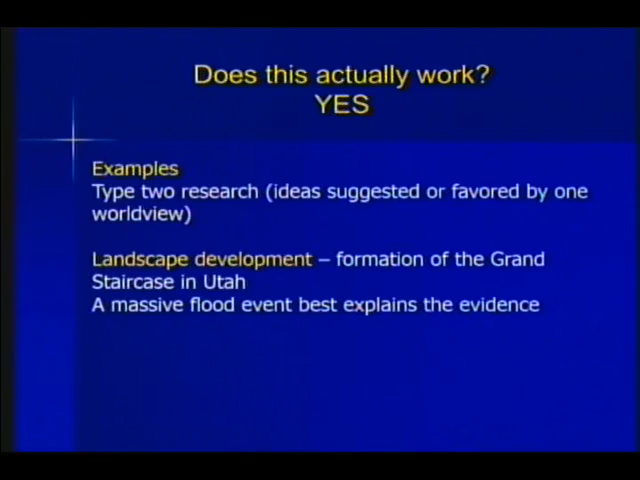 Does this actually work?
YES
Examples
Type two research (ideas suggested or favored by one
worldview)
Landscape development – formation of the Grand
Staircase in Utah
A massive flood event best explains the evidence